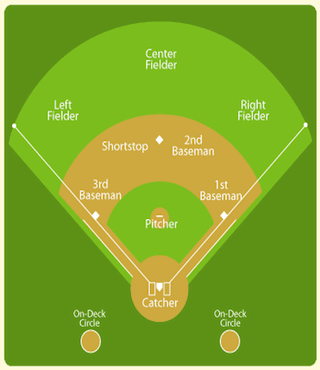 Center
Fielder
Left
Fielder
Right
Fielder
Shortstop
2nd
Baseman
3rd
Baseman
1st
Baseman
Pitcher
Catcher
On-Deck
Circle
On-Deck
Circle